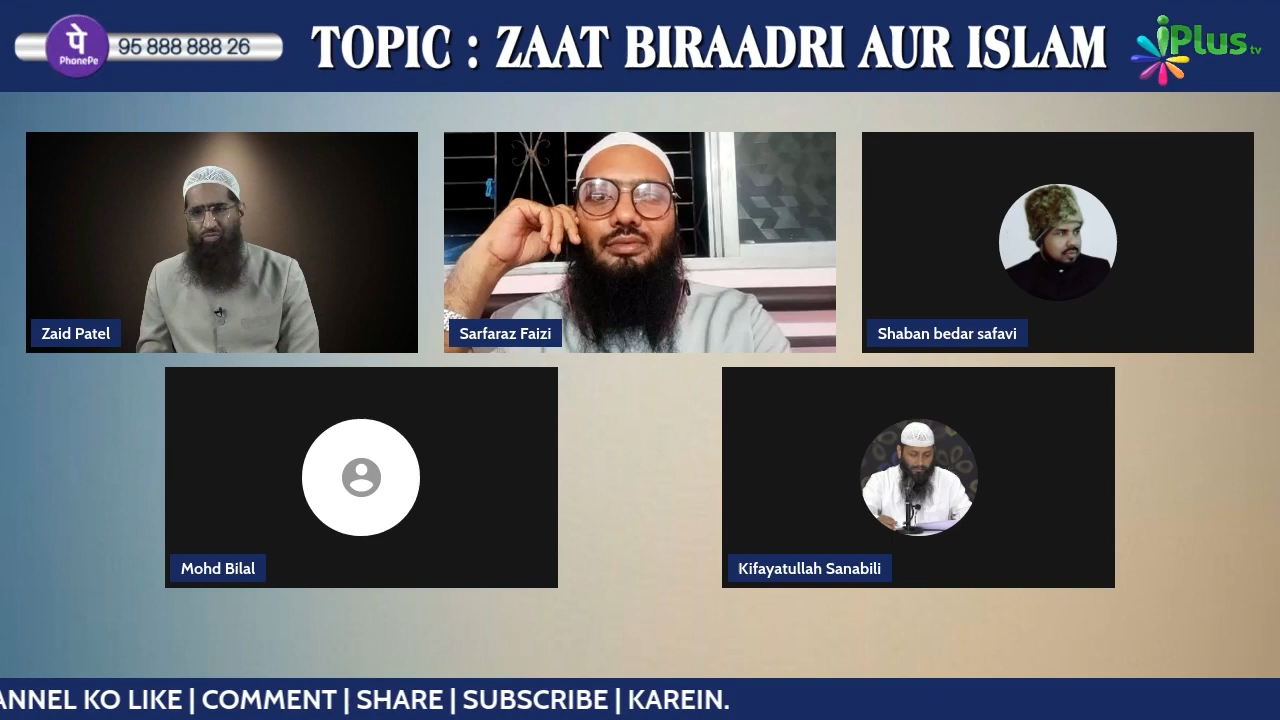 पे
PhonePe
95 888 888 26
TOPIC : ZAAT BIRAADRI AUR ISLAM
iPlus tv
Zaid Patel
Sarfaraz Faizi
Shaban bedar safavi
Mohd Bilal
Kifayatullah Sanabili
ANNEL KO LIKE | COMMENT | SHARE | SUBSCRIBE | KAREIN.